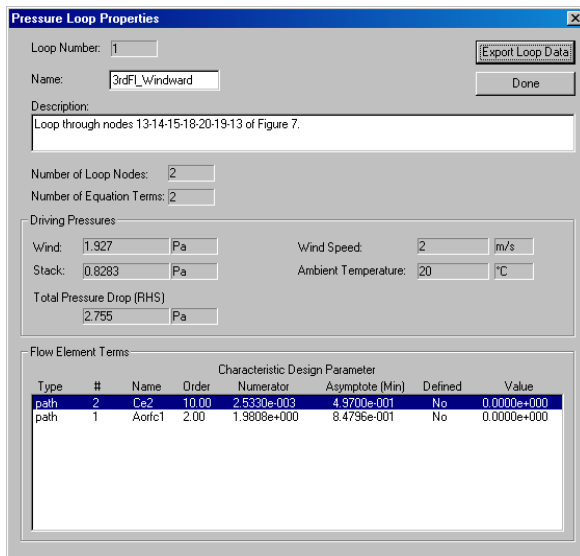 Pressure Loop Properties
Loop Number: 1
Export Loop Data
Name: 3rdFl_Windward
Done
Description:
Loop through nodes 13-14-15-18-20-19-13 of Figure 7.
Number of Loop Nodes: 2
Number of Equation Terms: 2
Driving Pressures
Wind: 1.927 Pa Wind Speed: 2 m/s
Stack: 0.8283 Pa Ambient Temperature: 20 °C
Total Pressure Drop (RHS)
2.755 Pa
Flow Element Terms
Characteristic Design Parameter
Type # Name Order Numerator Asymptote (Min) Defined Value
path 2 Ce2 10.00 2.5330e-003 4.9700e-001 No 0.0000e+000
path 1 Aorfc1 2.00 1.9808e+000 8.4796e-001 No 0.0000e+000